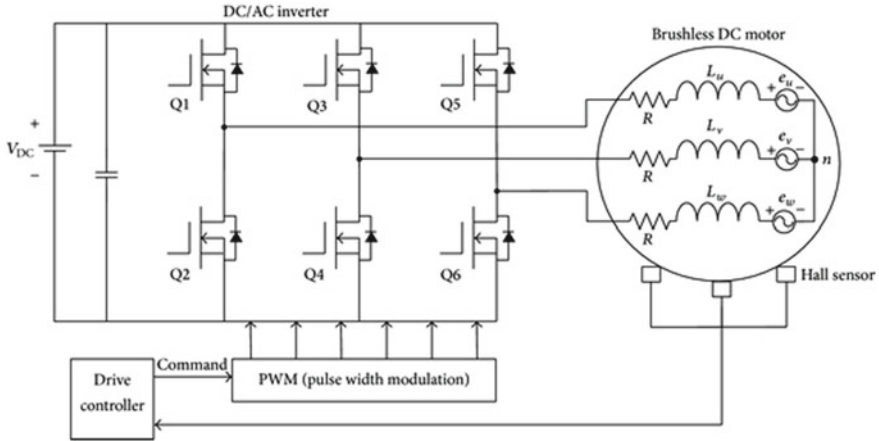 DC/AC inverter
Brushless DC motor
Q1
Q3
Q5
+
V_DC
−
R
L_u
+ e_u −
R
L_v
+ e_v −
n
R
L_w
+ e_w −
Q2
Q4
Q6
Hall sensor
Command
PWM (pulse width modulation)
Drive
controller